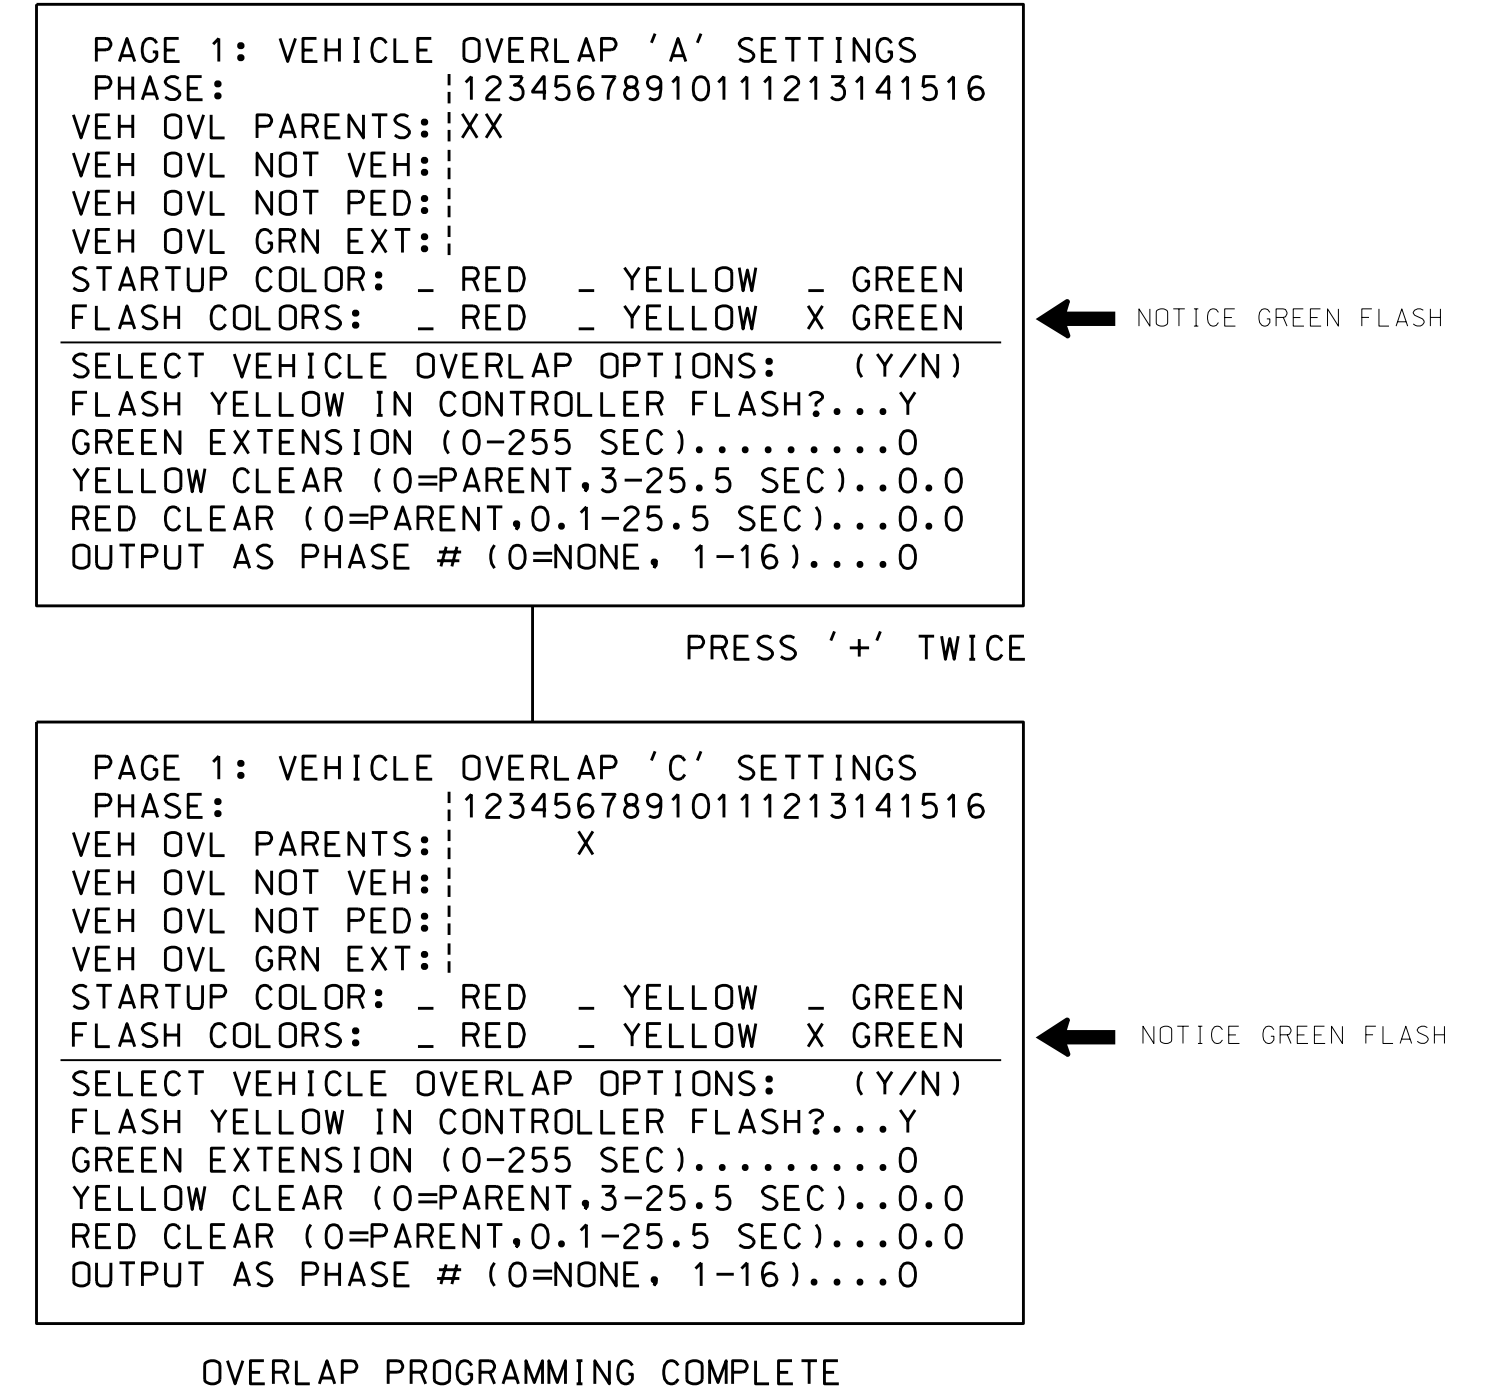 PAGE 1: VEHICLE OVERLAP 'A' SETTINGS
PHASE: ¦12345678910111213141516
VEH OVL PARENTS:¦XX
VEH OVL NOT VEH:¦
VEH OVL NOT PED:¦
VEH OVL GRN EXT:¦
STARTUP COLOR: _ RED _ YELLOW _ GREEN
FLASH COLORS: _ RED _ YELLOW X GREEN
NOTICE GREEN FLASH
SELECT VEHICLE OVERLAP OPTIONS: (Y/N)
FLASH YELLOW IN CONTROLLER FLASH?...Y
GREEN EXTENSION (0-255 SEC).........0
YELLOW CLEAR (0=PARENT,3-25.5 SEC)..0.0
RED CLEAR (0=PARENT,0.1-25.5 SEC)...0.0
OUTPUT AS PHASE # (0=NONE, 1-16)....0
PRESS '+' TWICE
PAGE 1: VEHICLE OVERLAP 'C' SETTINGS
PHASE: ¦12345678910111213141516
VEH OVL PARENTS:¦ X
VEH OVL NOT VEH:¦
VEH OVL NOT PED:¦
VEH OVL GRN EXT:¦
STARTUP COLOR: _ RED _ YELLOW _ GREEN
FLASH COLORS: _ RED _ YELLOW X GREEN
NOTICE GREEN FLASH
SELECT VEHICLE OVERLAP OPTIONS: (Y/N)
FLASH YELLOW IN CONTROLLER FLASH?...Y
GREEN EXTENSION (0-255 SEC).........0
YELLOW CLEAR (0=PARENT,3-25.5 SEC)..0.0
RED CLEAR (0=PARENT,0.1-25.5 SEC)...0.0
OUTPUT AS PHASE # (0=NONE, 1-16)....0
OVERLAP PROGRAMMING COMPLETE